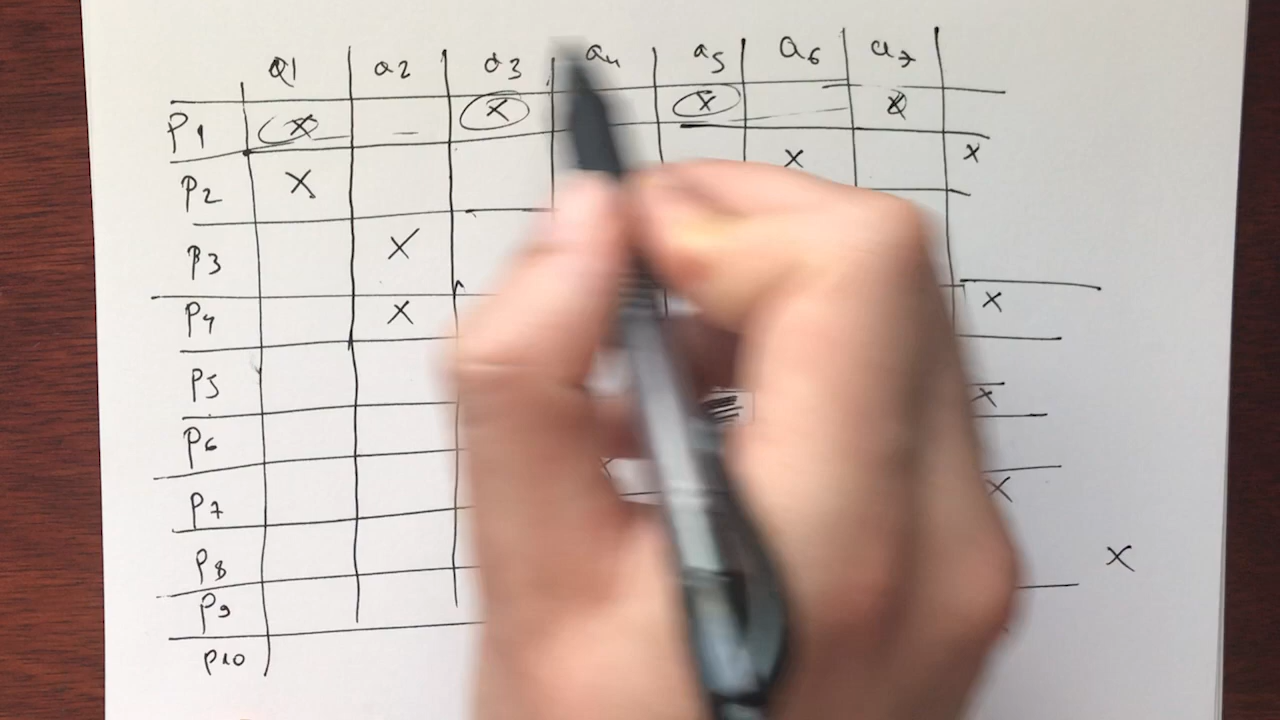 a1 a2 a3 a4 a5 a6 a7
P1 X X X X
P2 X X X
P3 X
P4 X X
P5 X
P6
P7 X
P8 X
P9
P10